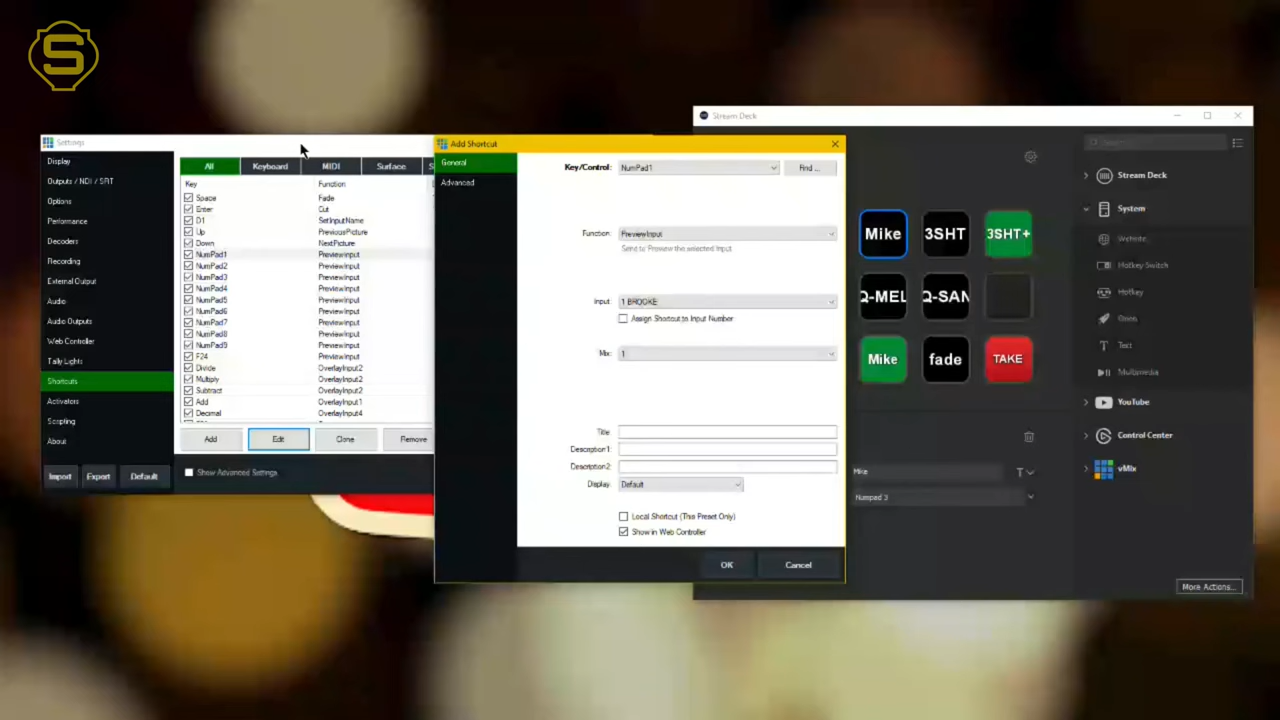 S
Settings
Display
Outputs / NDI / SRT
Options
Performance
Decoders
Recording
External Output
Audio
Audio Outputs
Web Controller
Tally Lights
Shortcuts
Activators
Scripting
About
Import Export Default
All Keyboard MIDI Surface S
Key Function
Space Fade
Enter Cut
D1 SetInputName
Up PreviousPicture
Down NextPicture
NumPad1 PreviewInput
NumPad2 PreviewInput
NumPad3 PreviewInput
NumPad4 PreviewInput
NumPad5 PreviewInput
NumPad6 PreviewInput
NumPad7 PreviewInput
NumPad8 PreviewInput
NumPad9 PreviewInput
F24 PreviewInput
Divide OverlayInput2
Multiply OverlayInput2
Subtract OverlayInput2
Add OverlayInput1
Decimal OverlayInput4
Add Edit Clone Remove
Show Advanced Settings
Add Shortcut
General
Advanced
Key/Control: NumPad1 Find ...
Function: PreviewInput
Send to Preview the selected Input
Input: 1 BROOKE
Assign Shortcut to Input Number
Mix: 1
Title:
Description1:
Description2:
Display: Default
Local Shortcut (This Preset Only)
Show in Web Controller
OK Cancel
Stream Deck
Mike 3SHT 3SHT+
Q-MEL Q-SAN
Mike fade TAKE
Mike
T
Numpad 3
Search
Stream Deck
System
Website
Hotkey Switch
Hotkey
Open
Text
Multimedia
YouTube
Control Center
vMix
More Actions...